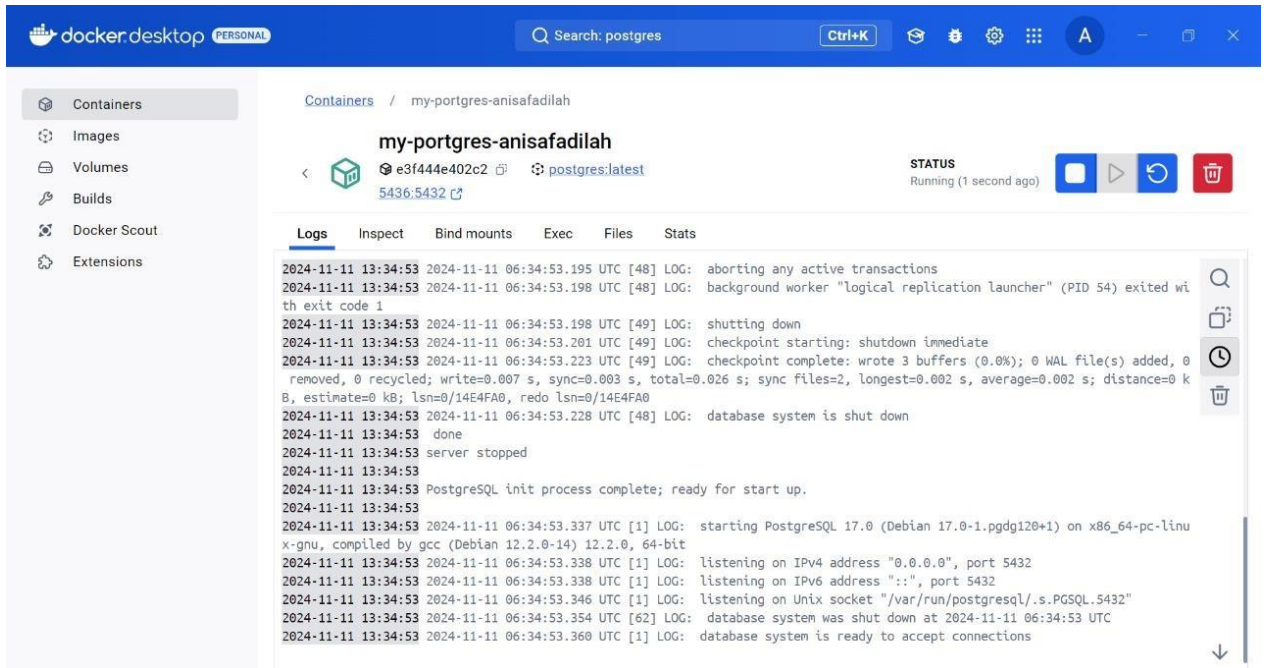 docker.desktop PERSONAL
Search: postgres
Ctrl+K
A
Containers
Images
Volumes
Builds
Docker Scout
Extensions
Containers / my-portgres-anisafadilah
my-portgres-anisafadilah
e3f444e402c2 postgres:latest
5436:5432
STATUS
Running (1 second ago)
Logs Inspect Bind mounts Exec Files Stats
2024-11-11 13:34:53 2024-11-11 06:34:53.195 UTC [48] LOG: aborting any active transactions
2024-11-11 13:34:53 2024-11-11 06:34:53.198 UTC [48] LOG: background worker "logical replication launcher" (PID 54) exited wi
th exit code 1
2024-11-11 13:34:53 2024-11-11 06:34:53.198 UTC [49] LOG: shutting down
2024-11-11 13:34:53 2024-11-11 06:34:53.201 UTC [49] LOG: checkpoint starting: shutdown immediate
2024-11-11 13:34:53 2024-11-11 06:34:53.223 UTC [49] LOG: checkpoint complete: wrote 3 buffers (0.0%); 0 WAL file(s) added, 0
removed, 0 recycled; write=0.007 s, sync=0.003 s, total=0.026 s; sync files=2, longest=0.002 s, average=0.002 s; distance=0 k
B, estimate=0 kB; lsn=0/14E4FA0, redo lsn=0/14E4FA0
2024-11-11 13:34:53 2024-11-11 06:34:53.228 UTC [48] LOG: database system is shut down
2024-11-11 13:34:53 done
2024-11-11 13:34:53 server stopped
2024-11-11 13:34:53
2024-11-11 13:34:53 PostgreSQL init process complete; ready for start up.
2024-11-11 13:34:53
2024-11-11 13:34:53 2024-11-11 06:34:53.337 UTC [1] LOG: starting PostgreSQL 17.0 (Debian 17.0-1.pgdg120+1) on x86_64-pc-linu
x-gnu, compiled by gcc (Debian 12.2.0-14) 12.2.0, 64-bit
2024-11-11 13:34:53 2024-11-11 06:34:53.338 UTC [1] LOG: listening on IPv4 address "0.0.0.0", port 5432
2024-11-11 13:34:53 2024-11-11 06:34:53.338 UTC [1] LOG: listening on IPv6 address "::", port 5432
2024-11-11 13:34:53 2024-11-11 06:34:53.346 UTC [1] LOG: listening on Unix socket "/var/run/postgresql/.s.PGSQL.5432"
2024-11-11 13:34:53 2024-11-11 06:34:53.354 UTC [62] LOG: database system was shut down at 2024-11-11 06:34:53 UTC
2024-11-11 13:34:53 2024-11-11 06:34:53.360 UTC [1] LOG: database system is ready to accept connections